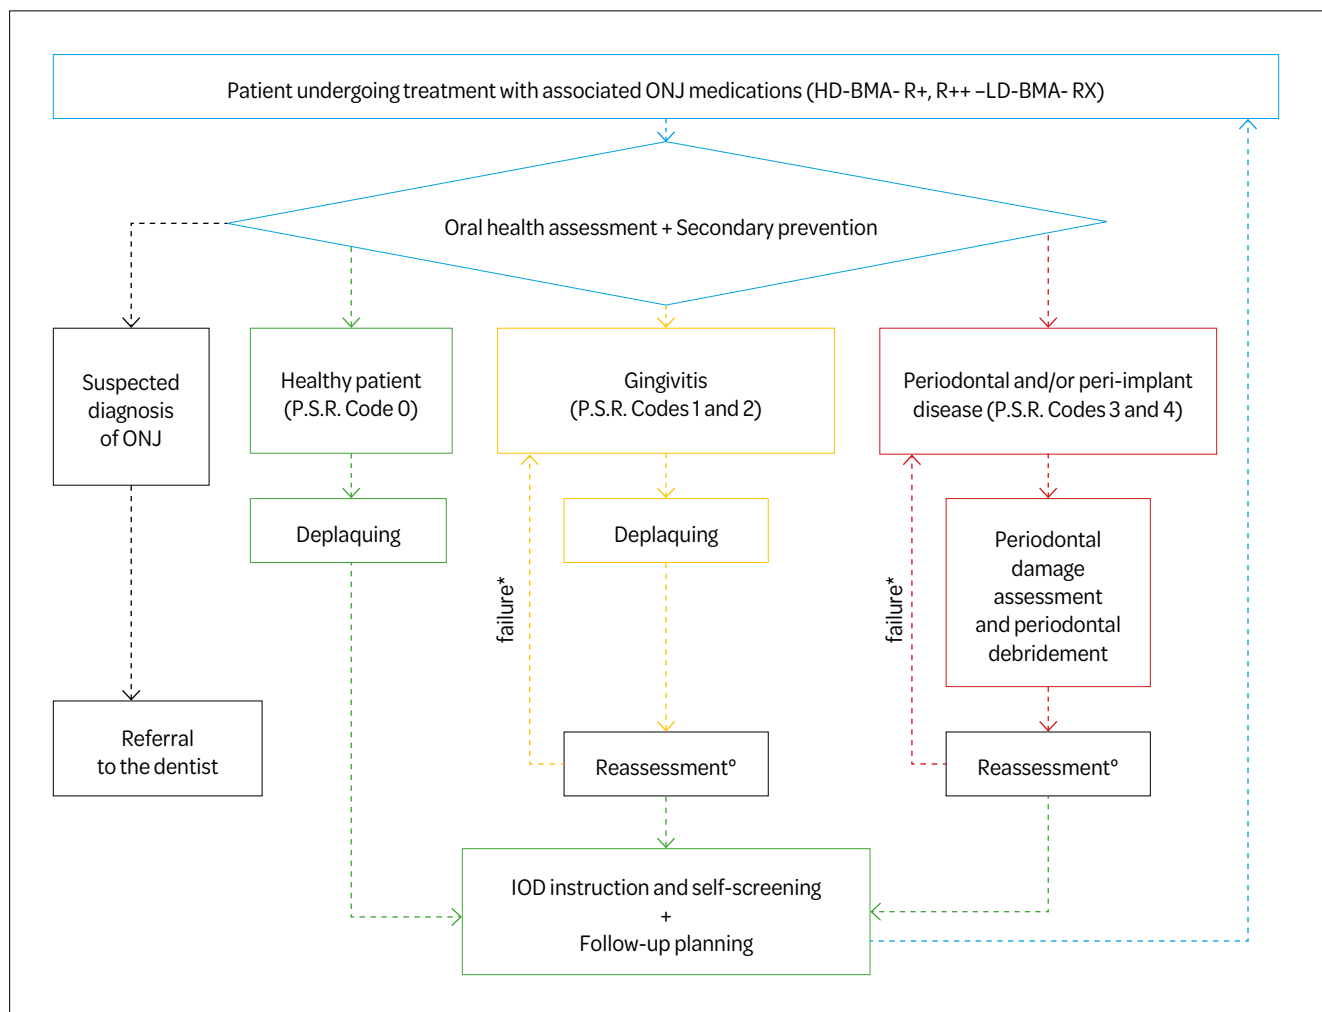 Patient undergoing treatment with associated ONJ medications (HD-BMA- R+, R++ –LD-BMA- RX)
Oral health assessment + Secondary prevention
Suspected
diagnosis
of ONJ
Healthy patient
(P.S.R. Code 0)
Gingivitis
(P.S.R. Codes 1 and 2)
Periodontal and/or peri-implant
disease (P.S.R. Codes 3 and 4)
Deplaquing
Deplaquing
Periodontal
damage
assessment
and periodontal
debridement
failure*
failure*
Referral
to the dentist
Reassessment°
Reassessment°
IOD instruction and self-screening
+
Follow-up planning